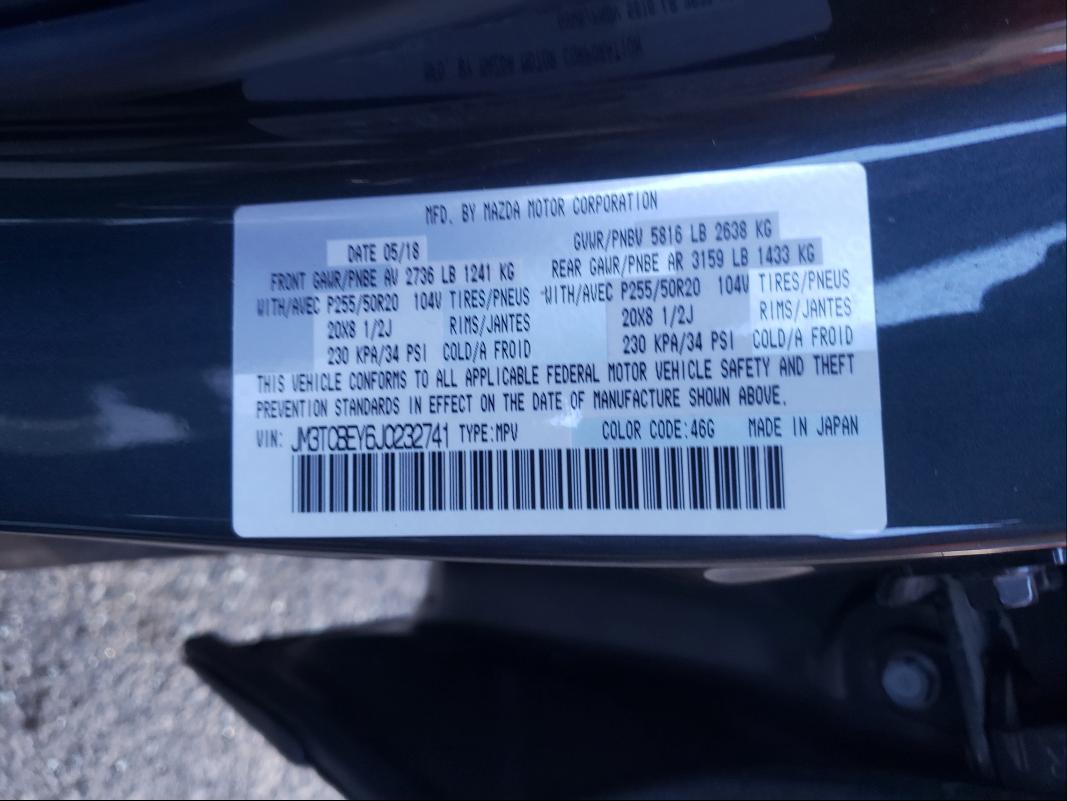 MFD. BY MAZDA MOTOR CORPORATION
DATE 05/18 GVWR/PNBV 5816 LB 2638 KG
FRONT GAWR/PNBE AV 2736 LB 1241 KG REAR GAWR/PNBE AR 3159 LB 1433 KG
WITH/AVEC P255/50R20 104V TIRES/PNEUS WITH/AVEC P255/50R20 104V TIRES/PNEUS
20X8 1/2J RIMS/JANTES 20X8 1/2J RIMS/JANTES
230 KPA/34 PSI COLD/A FROID 230 KPA/34 PSI COLD/A FROID
THIS VEHICLE CONFORMS TO ALL APPLICABLE FEDERAL MOTOR VEHICLE SAFETY AND THEFT
PREVENTION STANDARDS IN EFFECT ON THE DATE OF MANUFACTURE SHOWN ABOVE.
VIN: JM3TCBEY6J0232741 TYPE:MPV COLOR CODE:46G MADE IN JAPAN